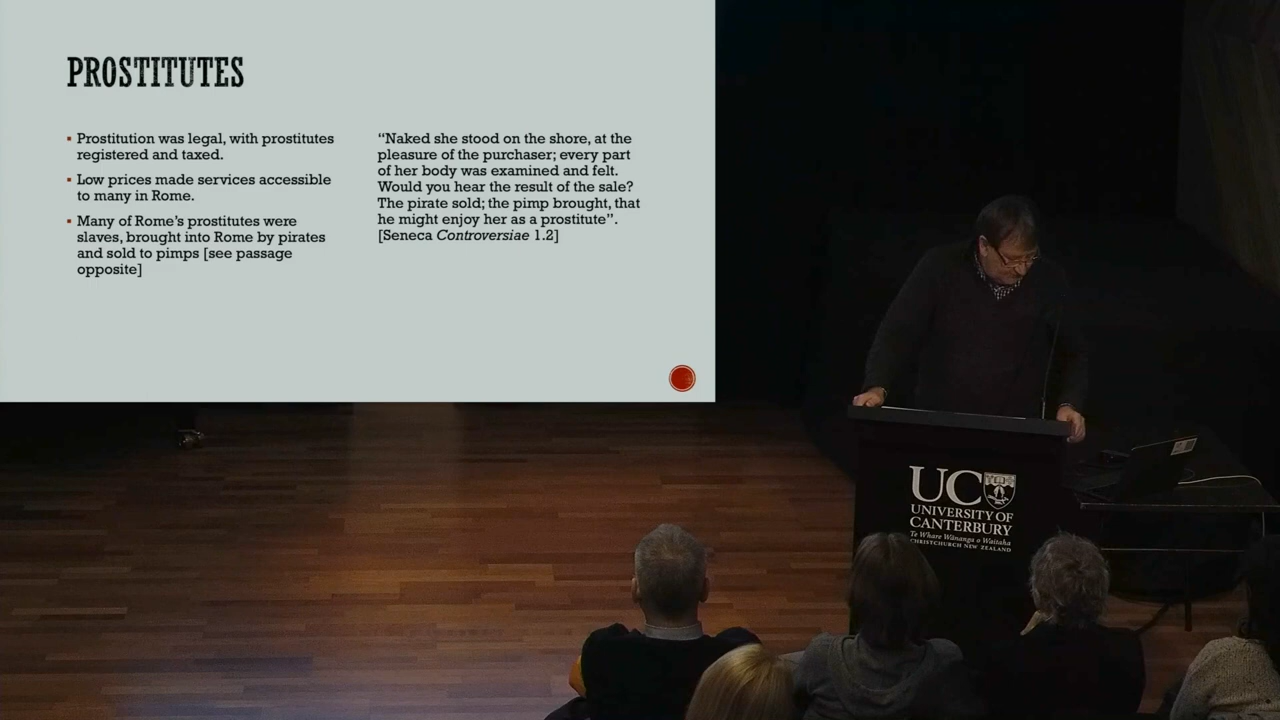 PROSTITUTES
▪ Prostitution was legal, with prostitutes
registered and taxed.
▪ Low prices made services accessible
to many in Rome.
▪ Many of Rome's prostitutes were
slaves, brought into Rome by pirates
and sold to pimps [see passage
opposite]
“Naked she stood on the shore, at the
pleasure of the purchaser; every part
of her body was examined and felt.
Would you hear the result of the sale?
The pirate sold; the pimp brought, that
he might enjoy her as a prostitute”.
[Seneca Controversiae 1.2]
UC
UNIVERSITY OF
CANTERBURY
Te Whare Wānanga o Waitaha
CHRISTCHURCH NEW ZEALAND